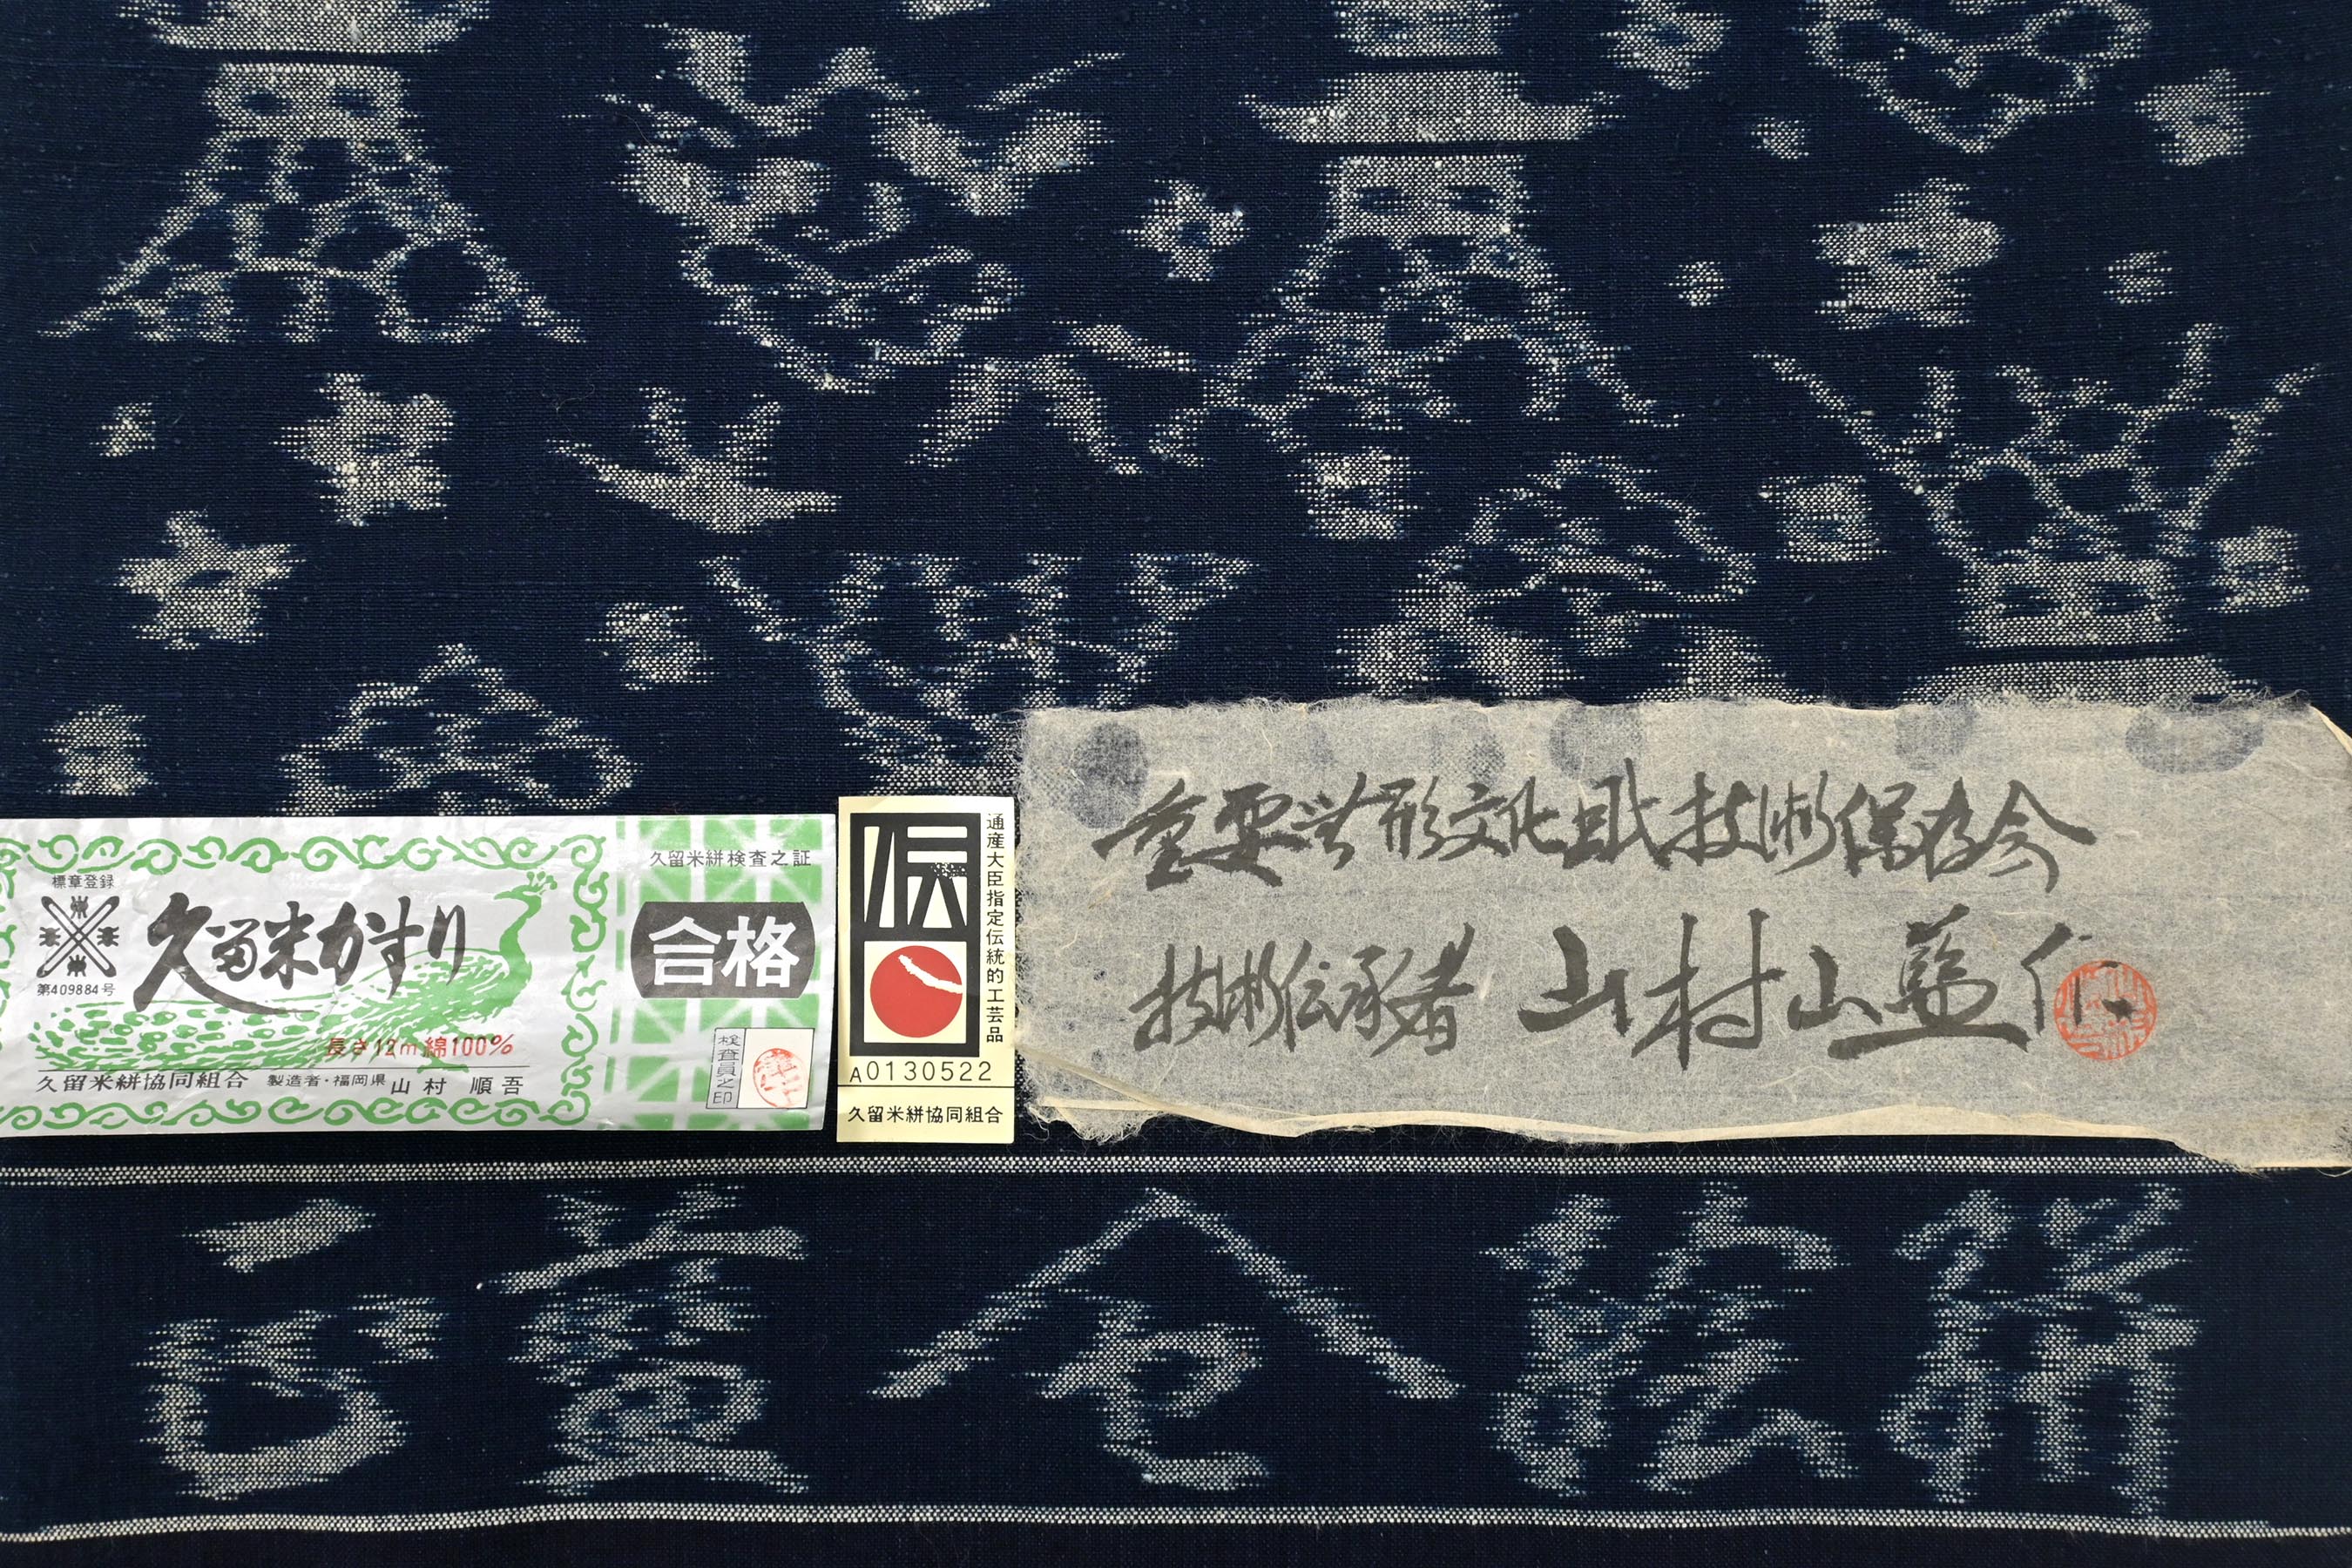 標章登録
第409884号
久留米かすり
長さ12m 綿100%
久留米絣協同組合 製造者・福岡県 山村 順吾
久留米絣検査之証
合格
検査員之印
伝
通産大臣指定伝統的工芸品
A0130522
久留米絣協同組合
重要無形文化財技術保存会
技術伝承者 山村山藍